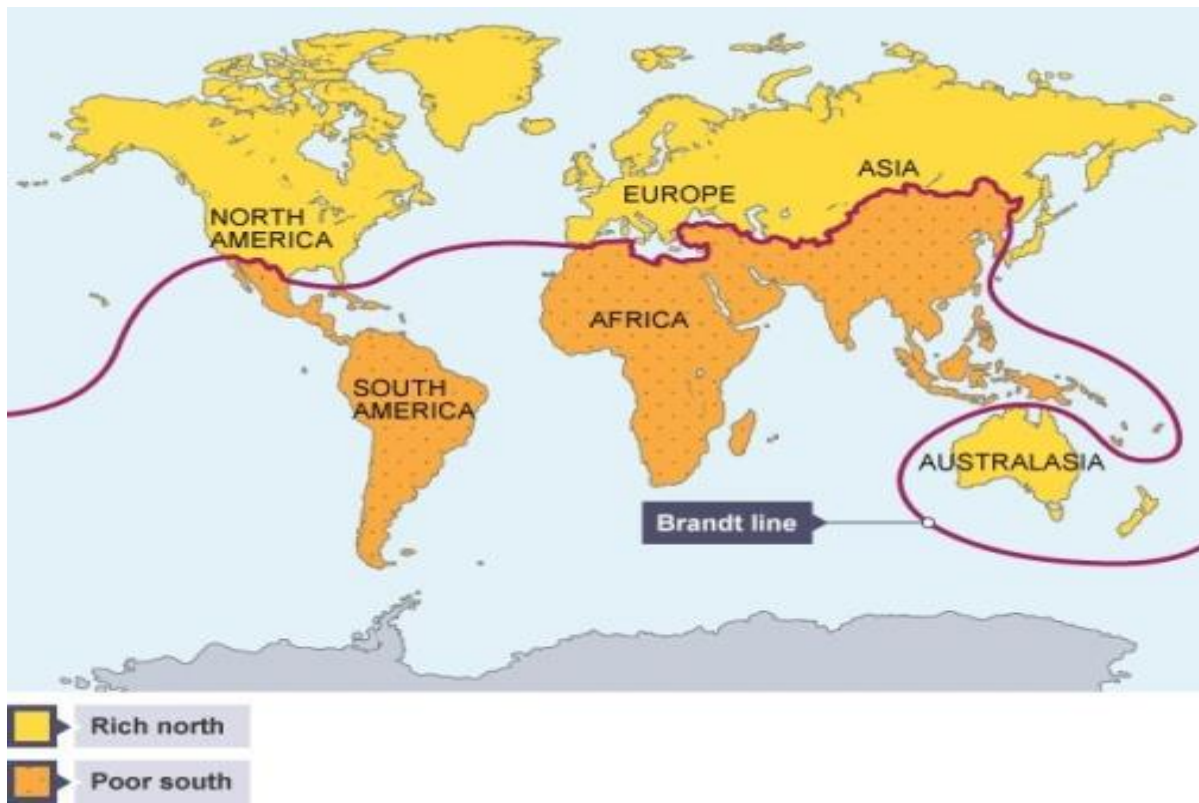 ASIA
EUROPE
NORTH
AMERICA
AFRICA
SOUTH
AMERICA
AUSTRALASIA
Brandt line
Rich north
Poor south